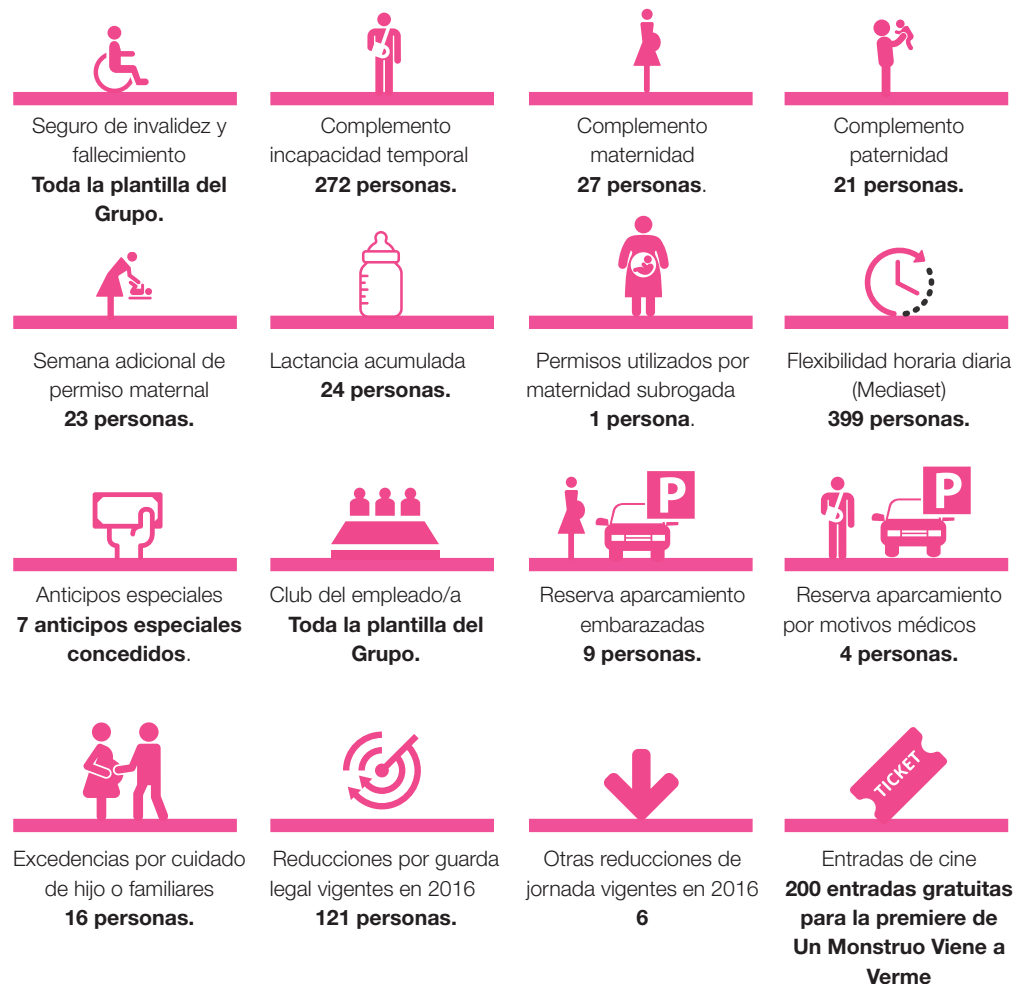 Seguro de invalidez y
fallecimiento
Toda la plantilla del
Grupo.
Complemento
incapacidad temporal
272 personas.
Complemento
maternidad
27 personas.
Complemento
paternidad
21 personas.
Semana adicional de
permiso maternal
23 personas.
Lactancia acumulada
24 personas.
Permisos utilizados por
maternidad subrogada
1 persona.
Flexibilidad horaria diaria
(Mediaset)
399 personas.
Anticipos especiales
7 anticipos especiales
concedidos.
Club del empleado/a
Toda la plantilla del
Grupo.
P
Reserva aparcamiento
embarazadas
9 personas.
P
Reserva aparcamiento
por motivos médicos
4 personas.
Excedencias por cuidado
de hijo o familiares
16 personas.
Reducciones por guarda
legal vigentes en 2016
121 personas.
Otras reducciones de
jornada vigentes en 2016
6
TICKET
Entradas de cine
200 entradas gratuitas
para la premiere de
Un Monstruo Viene a
Verme